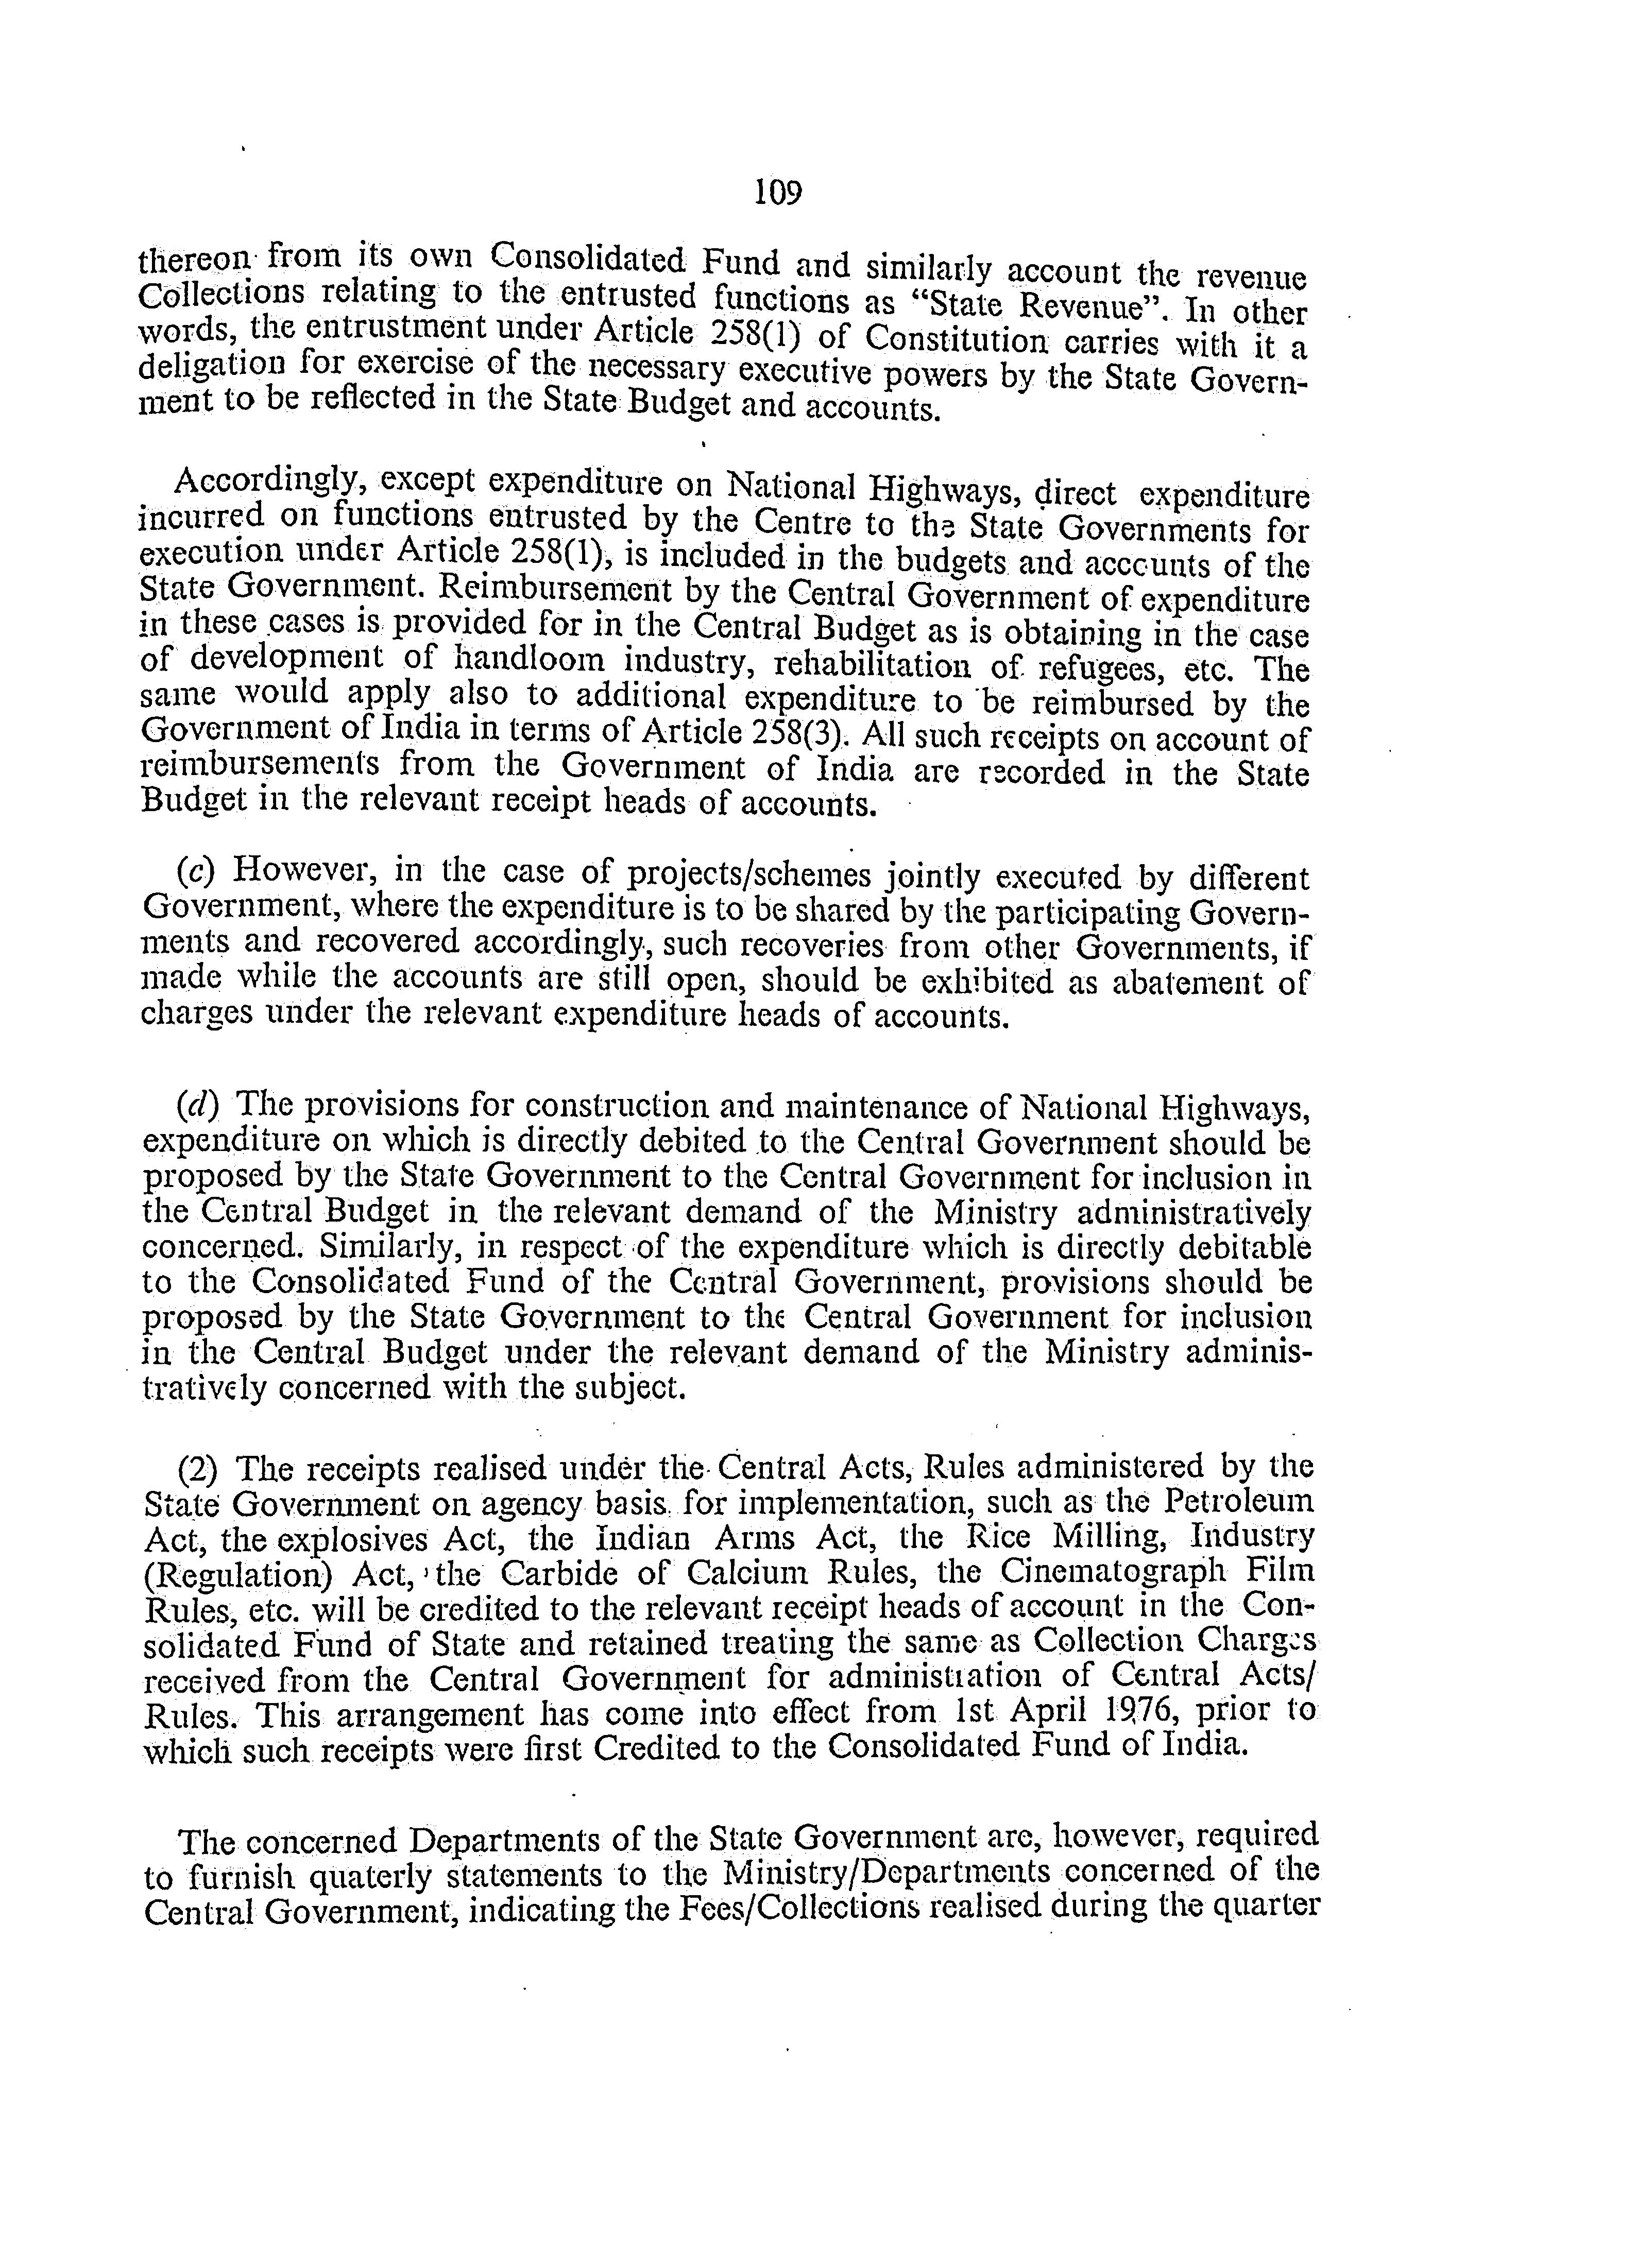 109
thereon from its own Consolidated Fund and similarly account the revenue
Collections relating to the entrusted functions as “State Revenue”. In other
words, the entrustment under Article 258(1) of Constitution carries with it a
deligation for exercise of the necessary executive powers by the State Govern-
ment to be reflected in the State Budget and accounts.
Accordingly, except expenditure on National Highways, direct expenditure
incurred on functions entrusted by the Centre to the State Governments for
execution under Article 258(1), is included in the budgets and acccunts of the
State Government. Reimbursement by the Central Government of expenditure
in these cases is provided for in the Central Budget as is obtaining in the case
of development of handloom industry, rehabilitation of refugees, etc. The
same would apply also to additional expenditure to be reimbursed by the
Government of India in terms of Article 258(3). All such receipts on account of
reimbursements from the Government of India are recorded in the State
Budget in the relevant receipt heads of accounts.
(c) However, in the case of projects/schemes jointly executed by different
Government, where the expenditure is to be shared by the participating Govern-
ments and recovered accordingly, such recoveries from other Governments, if
made while the accounts are still open, should be exhibited as abatement of
charges under the relevant expenditure heads of accounts.
(d) The provisions for construction and maintenance of National Highways,
expenditure on which is directly debited to the Central Government should be
proposed by the State Government to the Central Government for inclusion in
the Central Budget in the relevant demand of the Ministry administratively
concerned. Similarly, in respect of the expenditure which is directly debitable
to the Consolidated Fund of the Central Government, provisions should be
proposed by the State Government to the Central Government for inclusion
in the Central Budget under the relevant demand of the Ministry adminis-
tratively concerned with the subject.
(2) The receipts realised under the Central Acts, Rules administered by the
State Government on agency basis for implementation, such as the Petroleum
Act, the explosives Act, the Indian Arms Act, the Rice Milling, Industry
(Regulation) Act, the Carbide of Calcium Rules, the Cinematograph Film
Rules, etc. will be credited to the relevant receipt heads of account in the Con-
solidated Fund of State and retained treating the same as Collection Charges
received from the Central Government for administration of Central Acts/
Rules. This arrangement has come into effect from 1st April 1976, prior to
which such receipts were first Credited to the Consolidated Fund of India.
The concerned Departments of the State Government are, however, required
to furnish quaterly statements to the Ministry/Departments concerned of the
Central Government, indicating the Fees/Collections realised during the quarter